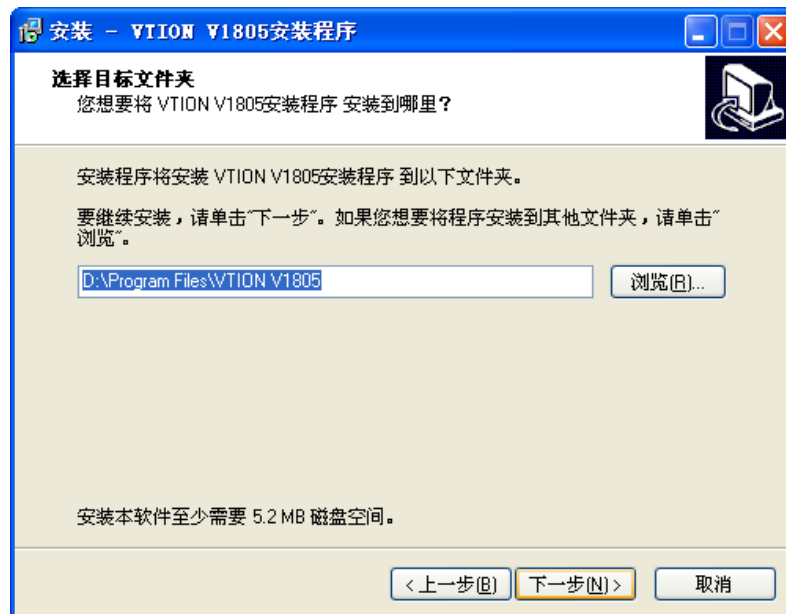 安装 - VTION V1805安装程序
选择目标文件夹
您想要将 VTION V1805安装程序 安装到哪里？
安装程序将安装 VTION V1805安装程序 到以下文件夹。
要继续安装，请单击“下一步”。如果您想要将程序安装到其他文件夹，请单击“
浏览”。
D:\Program Files\VTION V1805
浏览(R)...
安装本软件至少需要 5.2 MB 磁盘空间。
< 上一步(B) 下一步(N) > 取消